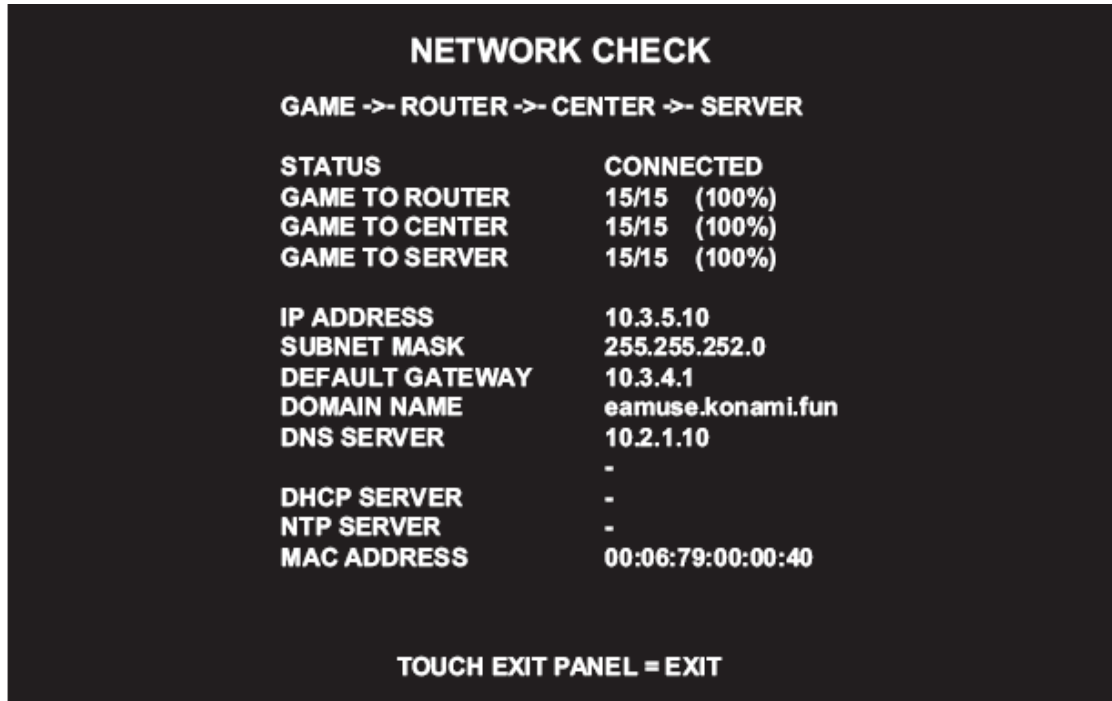 NETWORK CHECK
GAME ->- ROUTER ->- CENTER ->- SERVER
STATUS CONNECTED
GAME TO ROUTER 15/15 (100%)
GAME TO CENTER 15/15 (100%)
GAME TO SERVER 15/15 (100%)
IP ADDRESS 10.3.5.10
SUBNET MASK 255.255.252.0
DEFAULT GATEWAY 10.3.4.1
DOMAIN NAME eamuse.konami.fun
DNS SERVER 10.2.1.10
-
DHCP SERVER -
NTP SERVER -
MAC ADDRESS 00:06:79:00:00:40
TOUCH EXIT PANEL = EXIT